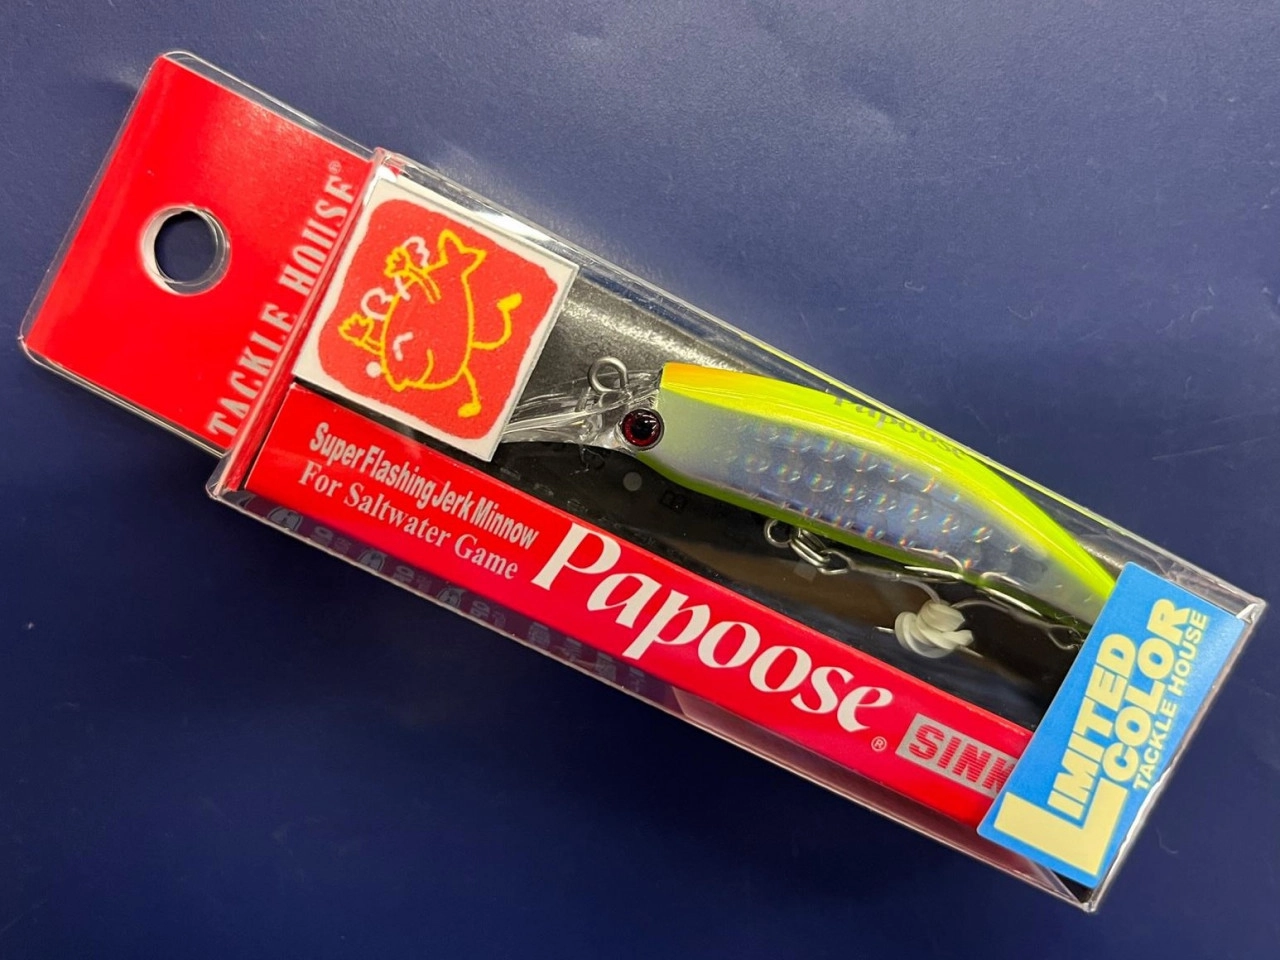 TACKLE HOUSE®
Super Flashing Jerk Minnow
For Saltwater Game
Papoose®
SINK
Papoose
LIMITED
COLOR
TACKLE HOUSE